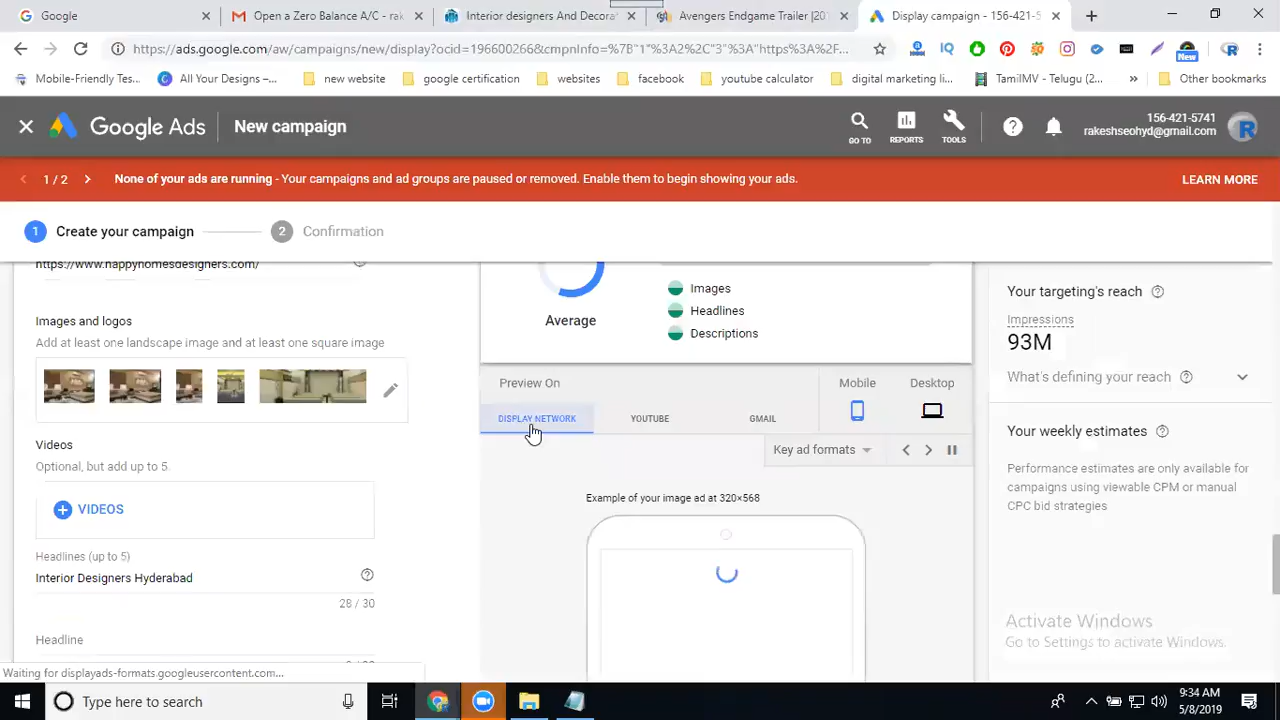 Google
Open a Zero Balance A/C - rak
Interior designers And Decorat
Avengers Endgame Trailer |201
Display campaign - 156-421-5
https://ads.google.com/aw/campaigns/new/display?ocid=196600266&cmpnInfo=%7B"1"%3A2%2C"3"%3A"https%3A%2F...
New
Mobile-Friendly Tes...
All Your Designs –...
new website
google certification
websites
facebook
youtube calculator
digital marketing li...
TamilMV - Telugu (2...
»
Other bookmarks
Google Ads
New campaign
GO TO
REPORTS
TOOLS
156-421-5741
rakeshseohyd@gmail.com
1 / 2
None of your ads are running - Your campaigns and ad groups are paused or removed. Enable them to begin showing your ads.
LEARN MORE
1 Create your campaign
2 Confirmation
https://www.happyhomesdesigners.com/
Images and logos
Add at least one landscape image and at least one square image
Videos
Optional, but add up to 5.
VIDEOS
Headlines (up to 5)
Interior Designers Hyderabad
28 / 30
Headline
Average
Images
Headlines
Descriptions
Preview On
Mobile
Desktop
DISPLAY NETWORK
YOUTUBE
GMAIL
Key ad formats
Example of your image ad at 320×568
Your targeting's reach
Impressions
93M
What's defining your reach
Your weekly estimates
Performance estimates are only available for
campaigns using viewable CPM or manual
CPC bid strategies
Activate Windows
Go to Settings to activate Windows.
Waiting for displayads-formats.googleusercontent.com...
Type here to search
9:34 AM
5/8/2019